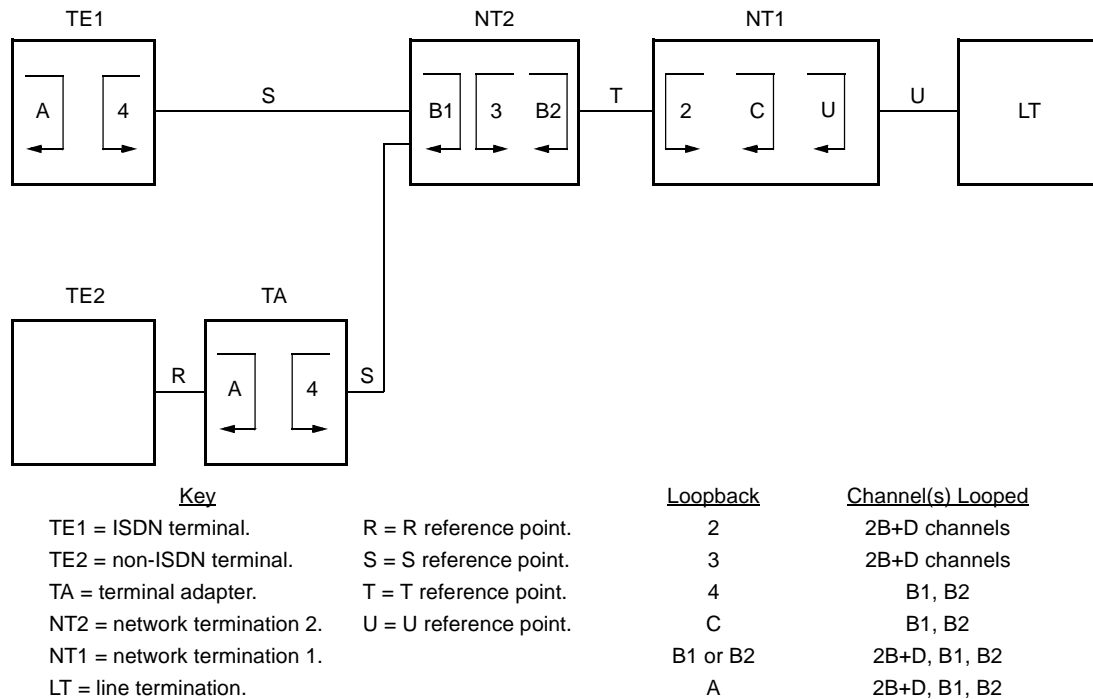 TE1 NT2 NT1
A 4 S B1 3 B2 T 2 C U U LT
TE2 TA
R A 4 S
Key Loopback Channel(s) Looped
TE1 = ISDN terminal. R = R reference point. 2 2B+D channels
TE2 = non-ISDN terminal. S = S reference point. 3 2B+D channels
TA = terminal adapter. T = T reference point. 4 B1, B2
NT2 = network termination 2. U = U reference point. C B1, B2
NT1 = network termination 1. B1 or B2 2B+D, B1, B2
LT = line termination. A 2B+D, B1, B2